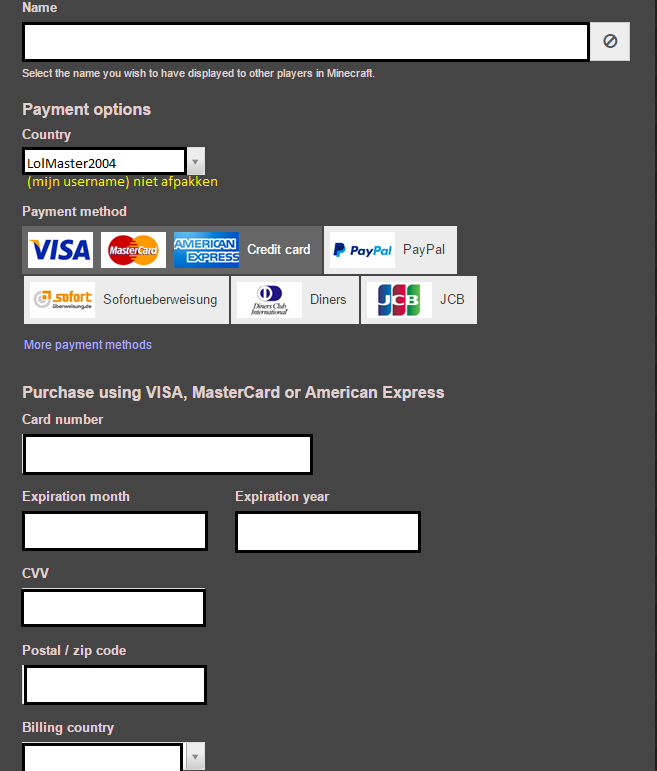 Name
Select the name you wish to have displayed to other players in Minecraft.
Payment options
Country
LolMaster2004
(mijn username) niet afpakken
Payment method
VISA MasterCard AMERICAN EXPRESS Credit card PayPal PayPal
sofort überweisung.de Sofortueberweisung Diners Club International Diners JCB JCB
More payment methods
Purchase using VISA, MasterCard or American Express
Card number
Expiration month Expiration year
CVV
Postal / zip code
Billing country